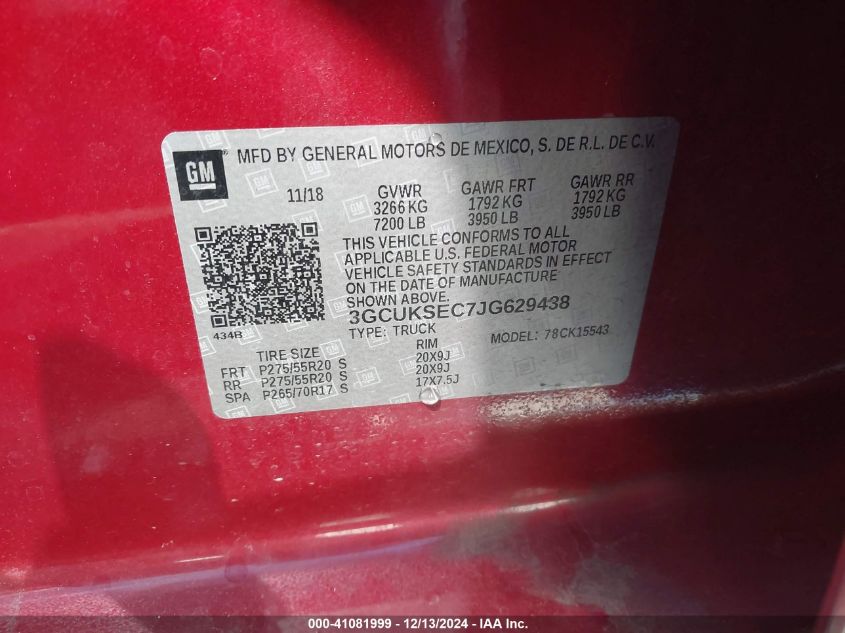 GM
MFD BY GENERAL MOTORS DE MEXICO, S. DE R.L. DE C.V.
11/18 GVWR GAWR FRT GAWR RR
3266 KG 1792 KG 1792 KG
7200 LB 3950 LB 3950 LB
THIS VEHICLE CONFORMS TO ALL
APPLICABLE U.S. FEDERAL MOTOR
VEHICLE SAFETY STANDARDS IN EFFECT
ON THE DATE OF MANUFACTURE
SHOWN ABOVE.
3GCUKSEC7JG629438
434B
TYPE: TRUCK MODEL: 78CK15543
TIRE SIZE RIM
FRT P275/55R20 S 20X9J
RR P275/55R20 S 20X9J
SPA P265/70R17 S 17X7.5J
000-41081999 - 12/13/2024 - IAA Inc.